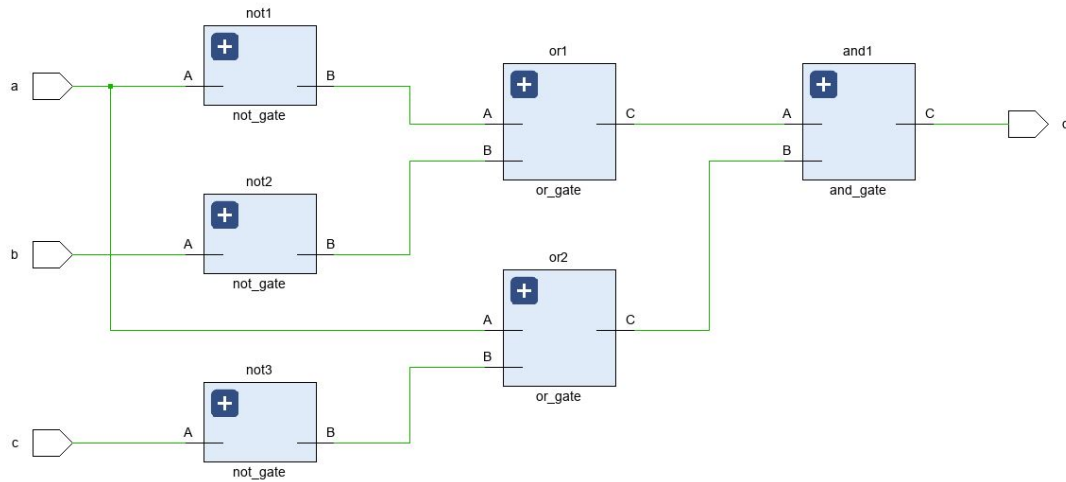 not1
a
A
B
not_gate
or1
A
B
C
or_gate
and1
A
B
C
and_gate
not2
b
A
B
not_gate
or2
A
B
C
or_gate
not3
c
A
B
not_gate